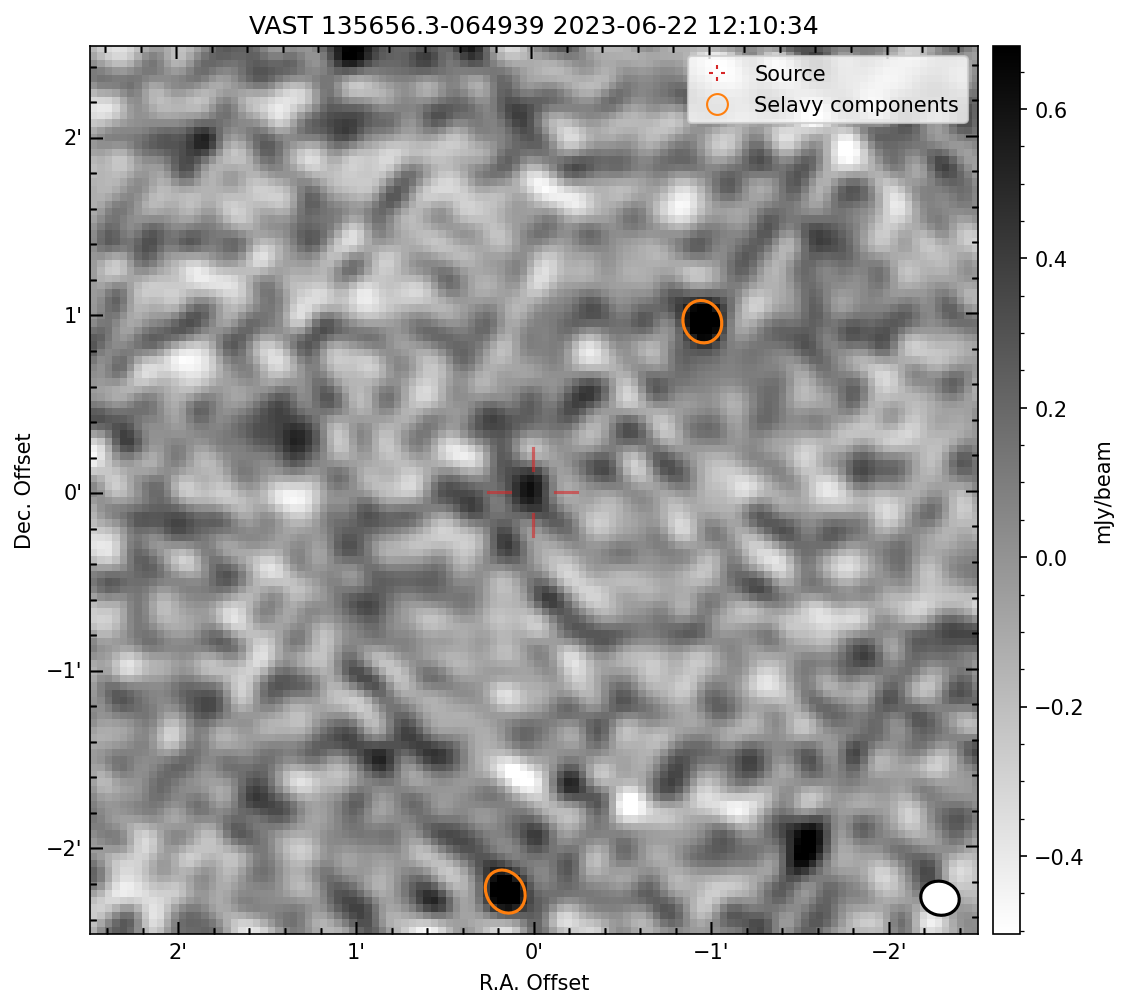 VAST 135656.3-064939 2023-06-22 12:10:34
Source
Selavy components
2'
1'
0'
−1'
−2'
Dec. Offset
2'
1'
0'
−1'
−2'
R.A. Offset
0.6
0.4
0.2
0.0
−0.2
−0.4
mJy/beam